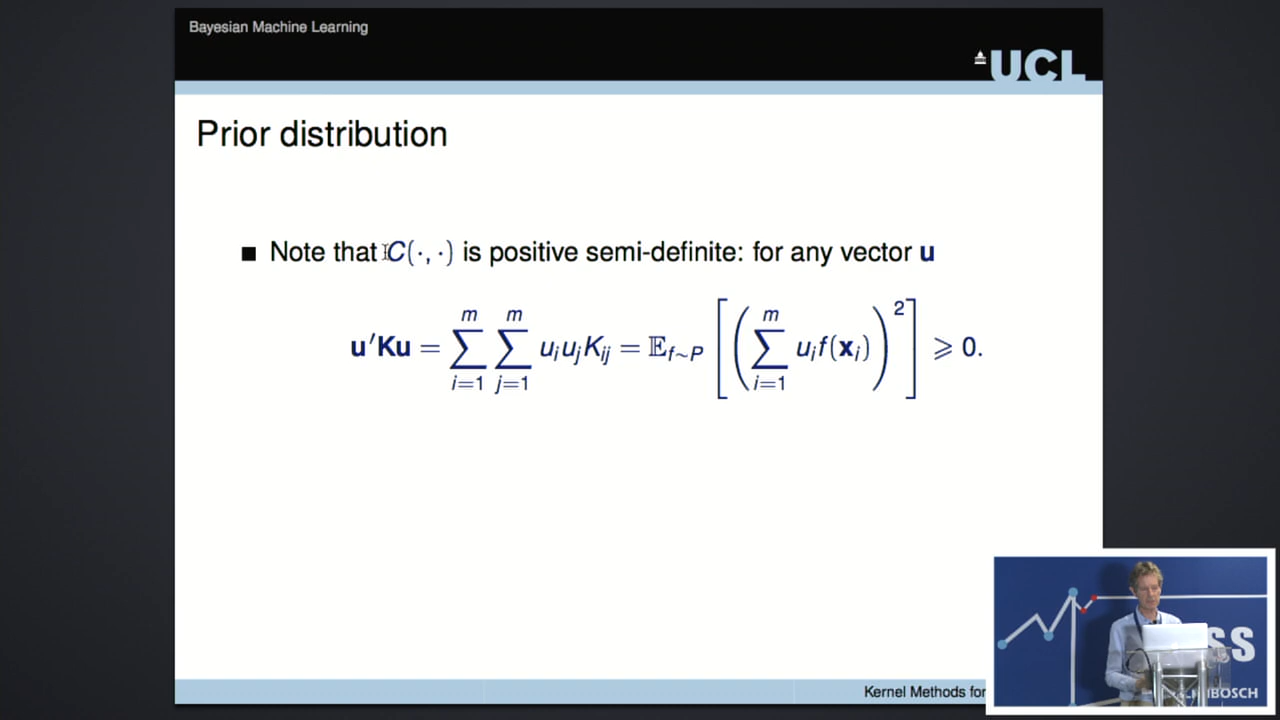 Bayesian Machine Learning
UCL
Prior distribution
Note that C(·, ·) is positive semi-definite: for any vector u
u′Ku = ∑_{i=1}^{m} ∑_{j=1}^{m} u_i u_j K_{ij} = 𝔼_{f∼P} [ ( ∑_{i=1}^{m} u_i f(x_i) )^2 ] ⩾ 0.
Kernel Methods for
SS